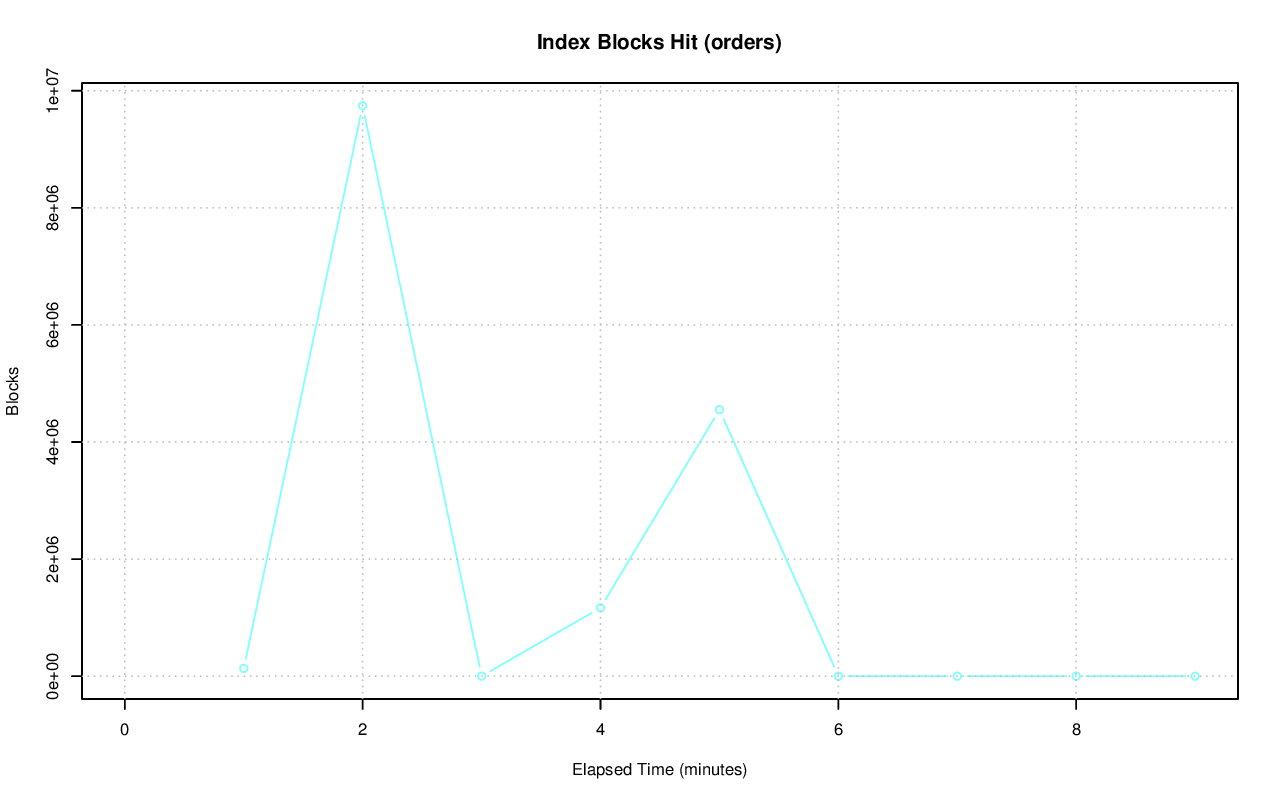 Index Blocks Hit (orders)
1e+07
8e+06
6e+06
4e+06
2e+06
0e+00
Blocks
0 2 4 6 8
Elapsed Time (minutes)